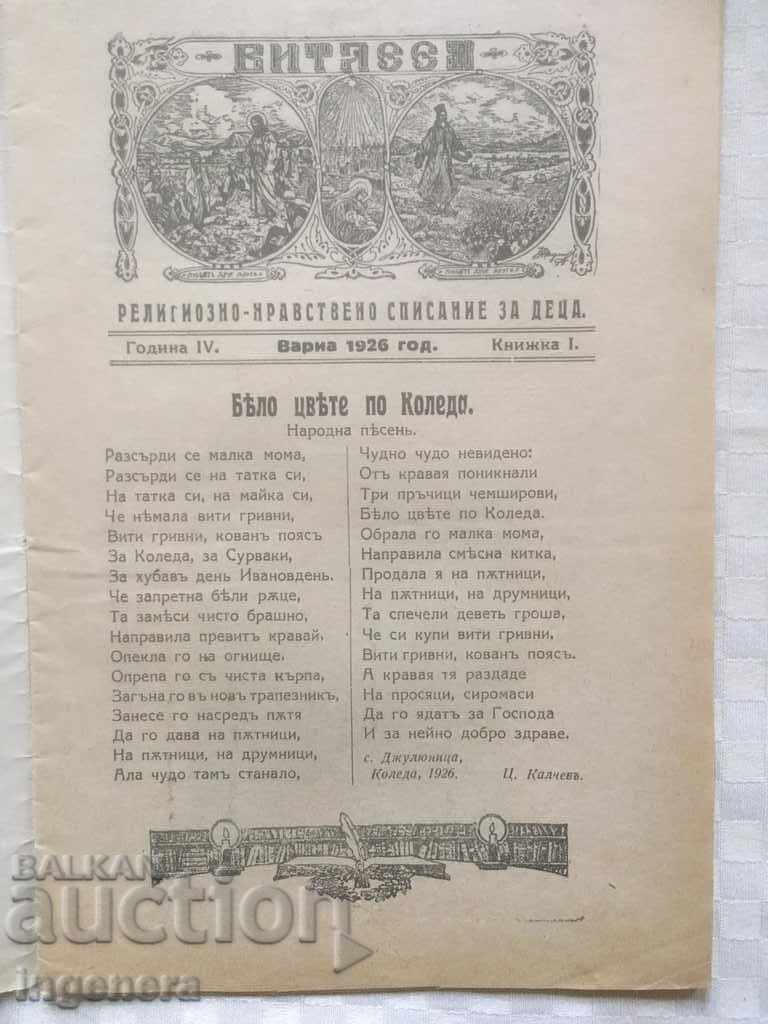 ВИТЛЕЕМ
РЕЛИГИОЗНО-НРАВСТВЕНО СПИСАНИЕ ЗА ДЕЦА.
Година IV. Варна 1926 год. Книжка I.
Бѣло цвѣте по Коледа.
Народна пѣсень.
Разсърди се малка мома,
Разсърди се на татка си,
На татка си, на майка си,
Че нѣмала вити гривни,
Вити гривни, кованъ поясъ
За Коледа, за Сурваки,
За хубавъ день Ивановдень.
Че запретна бѣли рѫце,
Та замѣси чисто брашно,
Направила превитъ кравай,
Опекла го на огнище.
Опрепа го съ чиста кърпа,
Загъна го въ новъ трапезникъ,
Занесе го насредъ пѫтя
Да го дава на пѫтници,
На пѫтници, на друмници,
Ала чудо тамъ станало,
Чудно чудо невидено:
Отъ кравая поникнали
Три пръчици чемширови,
Бѣло цвѣте по Коледа.
Обрала го малка мома,
Направила смѣсна китка,
Продала я на пѫтници,
На пѫтници, на друмници,
Та спечели деветь гроша,
Че си купи вити гривни,
Вити гривни, кованъ поясъ.
А кравая тя раздаде
На просяци, сиромаси
Да го ядатъ за Господа
И за нейно добро здраве.
с. Джулюница,
Коледа, 1926. Ц. Калчевъ.
BALKAN
auction
ingenera